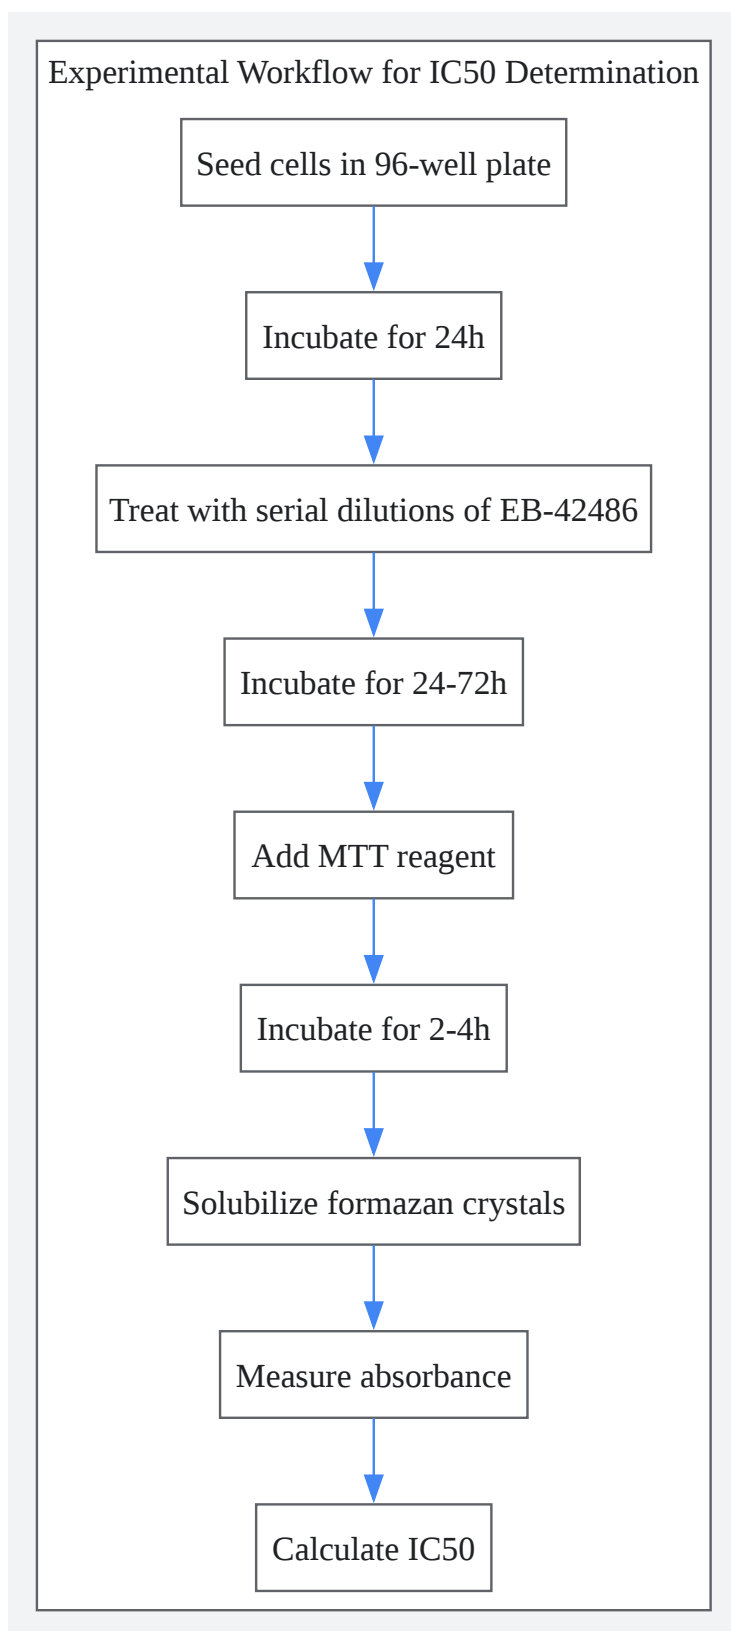 Experimental Workflow for IC50 Determination
Seed cells in 96-well plate
Incubate for 24h
Treat with serial dilutions of EB-42486
Incubate for 24-72h
Add MTT reagent
Incubate for 2-4h
Solubilize formazan crystals
Measure absorbance
Calculate IC50